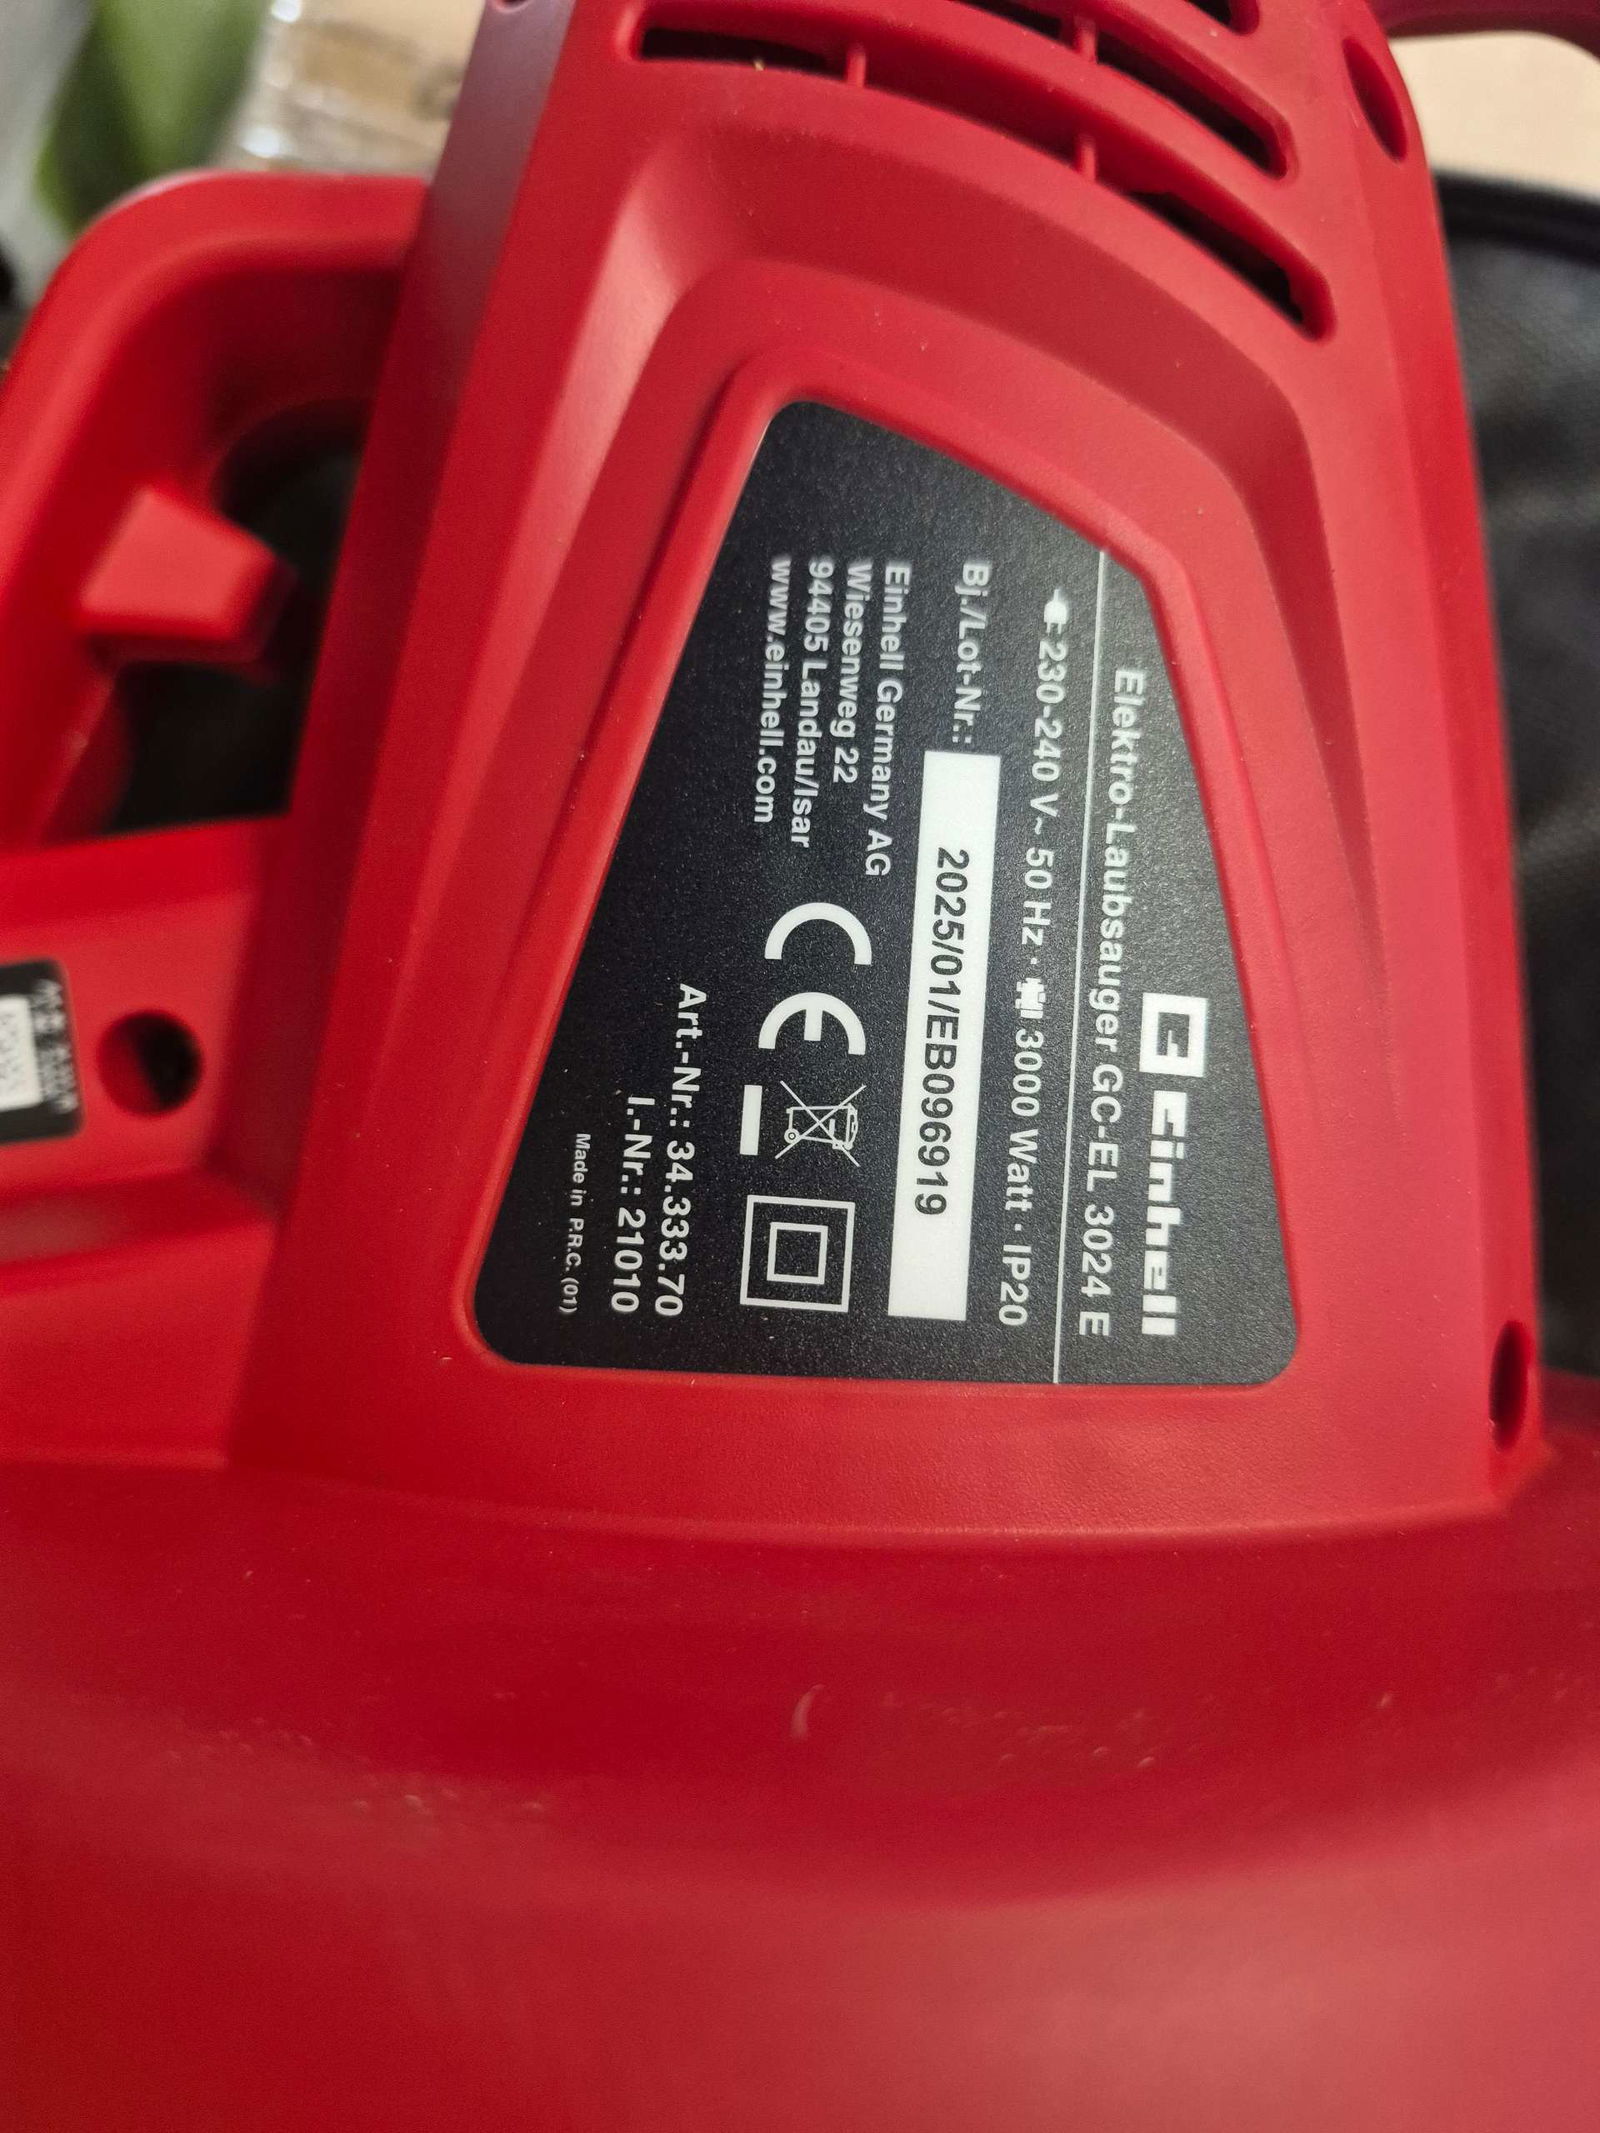 Einhell
Elektro-Laubsauger GC-EL 3024 E
230-240 V~ 50 Hz · 3000 Watt · IP20
Bj./Lot-Nr.: 2025/01/EB096919
Einhell Germany AG
Wiesenweg 22
94405 Landau/Isar
www.einhell.com
CE
Art.-Nr.: 34.333.70
I.-Nr.: 21010
Made in P.R.C. (01)